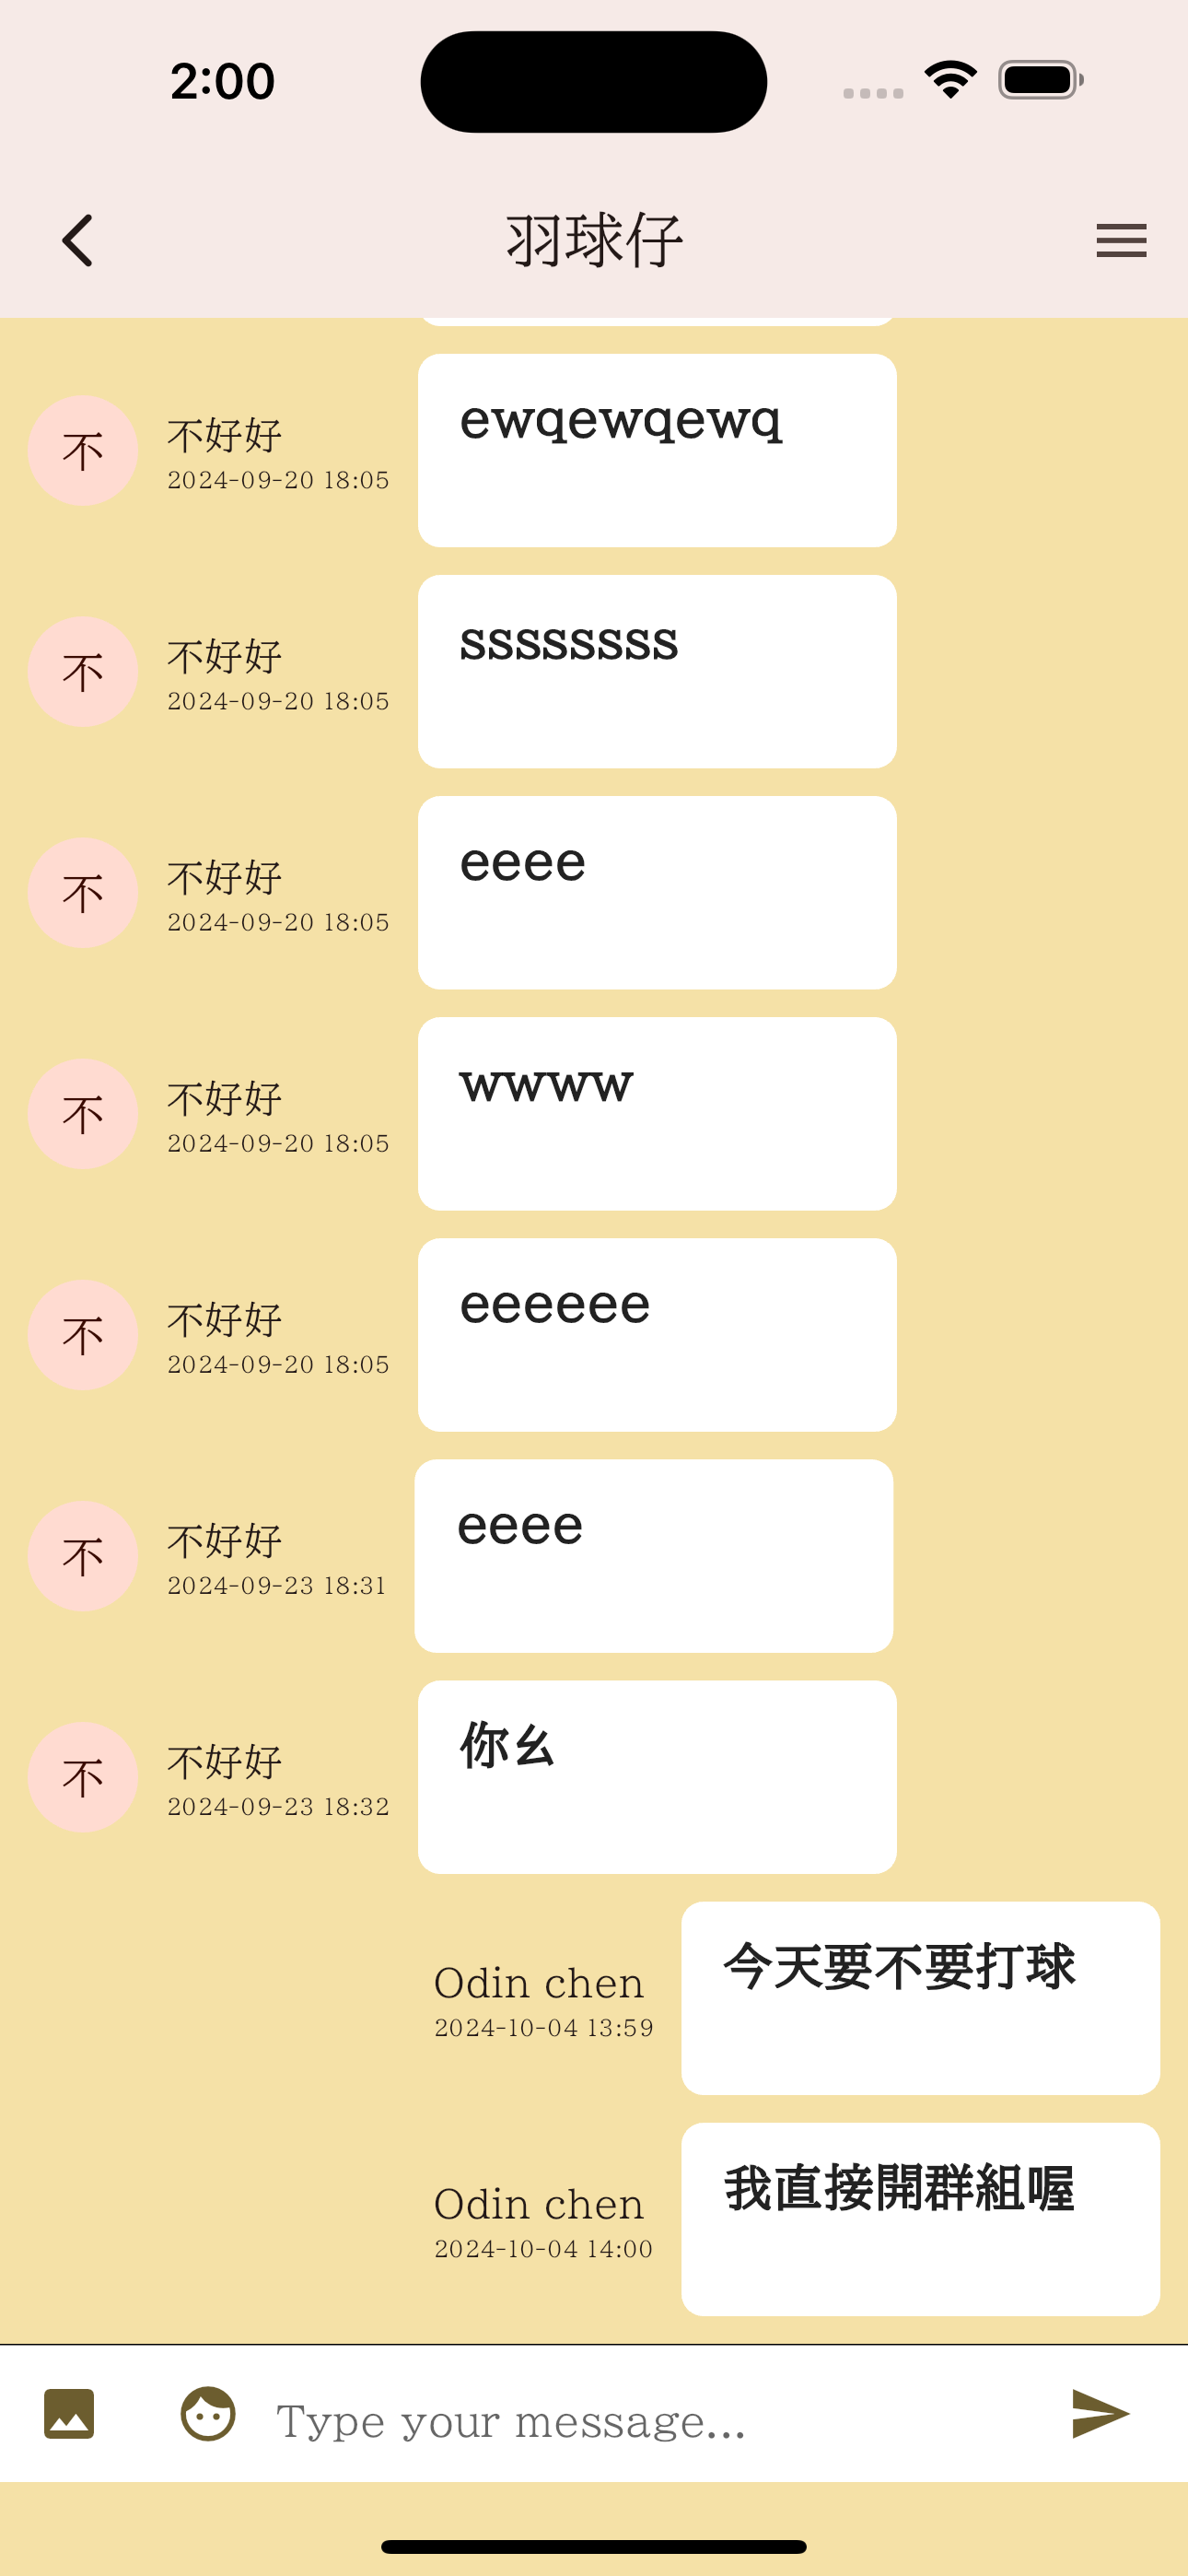 2:00
羽球仔
不
不好好
2024-09-20 18:05
ewqewqewq
不
不好好
2024-09-20 18:05
ssssssss
不
不好好
2024-09-20 18:05
eeee
不
不好好
2024-09-20 18:05
wwww
不
不好好
2024-09-20 18:05
eeeeee
不
不好好
2024-09-23 18:31
eeee
不
不好好
2024-09-23 18:32
你ㄠ
Odin chen
2024-10-04 13:59
今天要不要打球
Odin chen
2024-10-04 14:00
我直接開群組喔
Type your message...